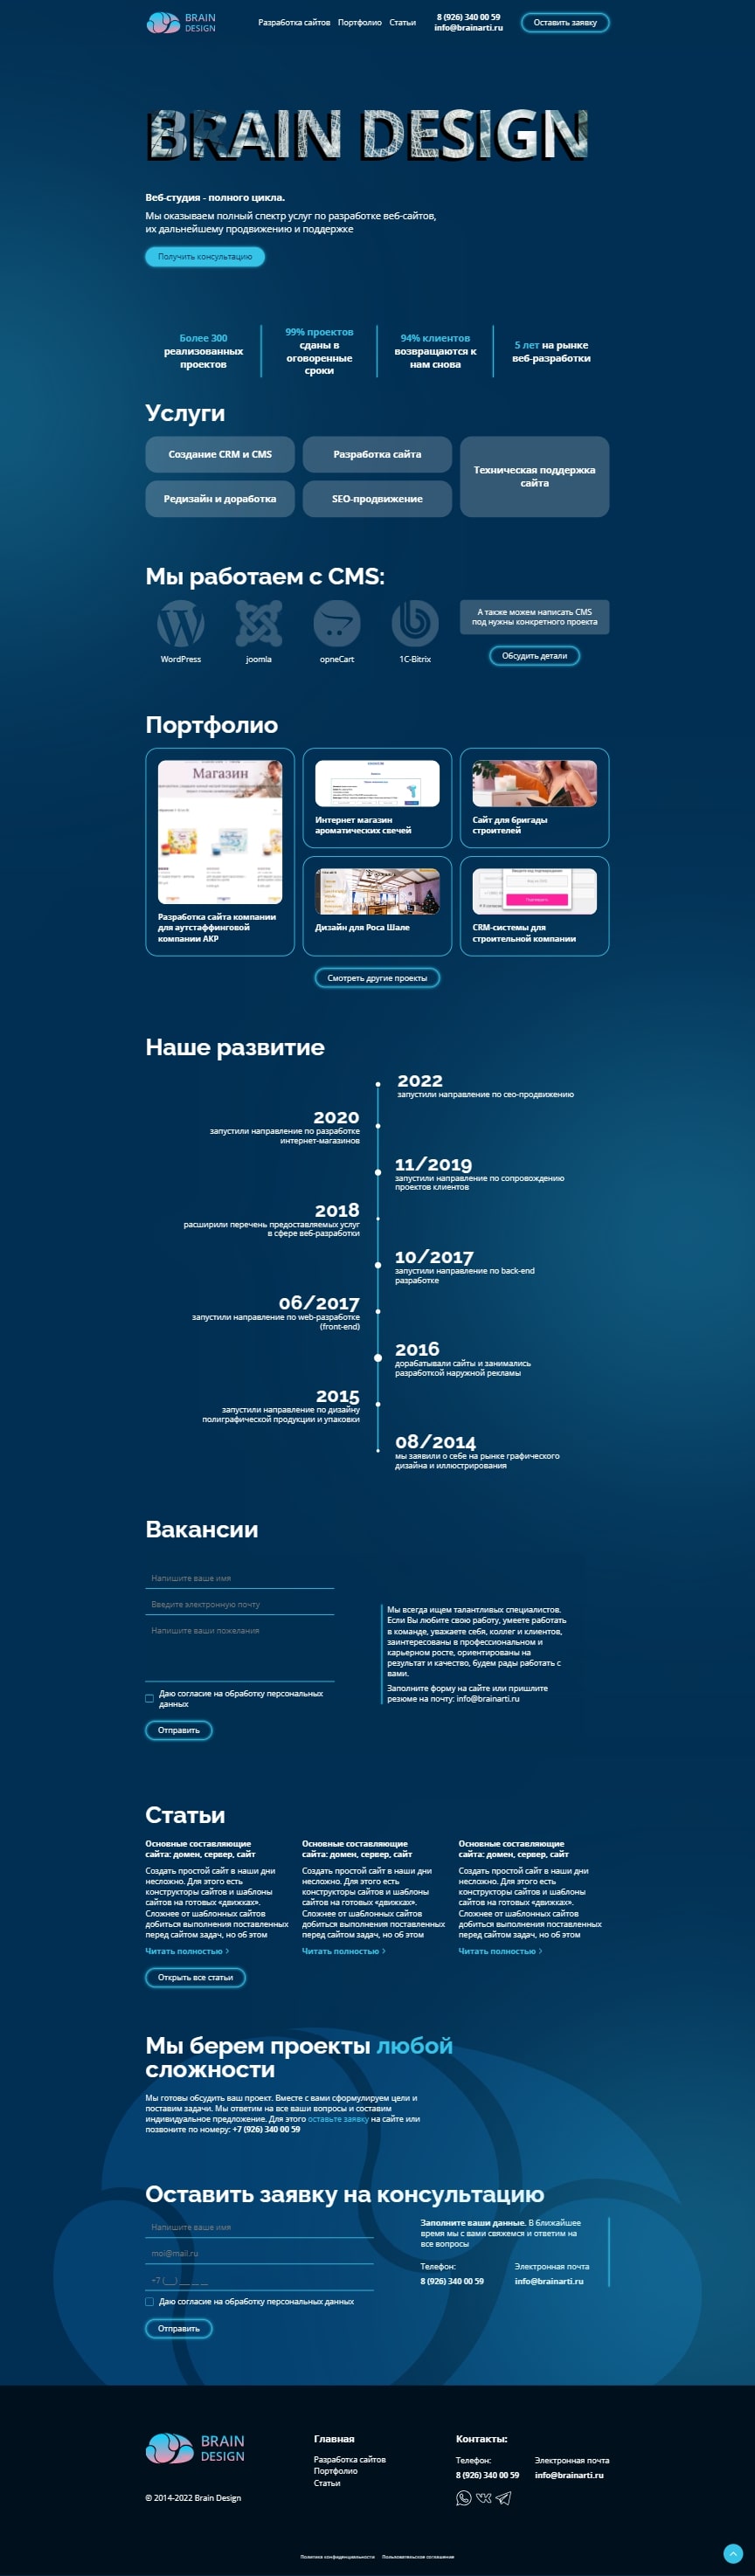 BRAIN
DESIGN
Разработка сайтов Портфолио Статьи
8 (926) 340 00 59
info@brainarti.ru
Оставить заявку
BRAIN DESIGN
Веб-студия - полного цикла.
Мы оказываем полный спектр услуг по разработке веб-сайтов,
их дальнейшему продвижению и поддержке
Получить консультацию
Более 300
реализованных
проектов
99% проектов
сданы в
оговоренные
сроки
94% клиентов
возвращаются к
нам снова
5 лет на рынке
веб-разработки
Услуги
Создание CRM и CMS
Разработка сайта
Техническая поддержка
сайта
Редизайн и доработка
SEO-продвижение
Мы работаем с CMS:
WordPress
joomla
opneCart
1C-Bitrix
А также можем написать CMS
под нужны конкретного проекта
Обсудить детали
Портфолио
Магазин
Разработка сайта компании
для аутстаффинговой
компании АКР
Интернет магазин
ароматических свечей
Сайт для бригады
строителей
Дизайн для Роса Шале
CRM-системы для
строительной компании
Смотреть другие проекты
Наше развитие
2022
запустили направление по сео-продвижению
2020
запустили направление по разработке
интернет-магазинов
11/2019
запустили направление по сопровождению
проектов клиентов
2018
расширили перечень предоставляемых услуг
в сфере веб-разработки
10/2017
запустили направление по back-end
разработке
06/2017
запустили направление по web-разработке
(front-end)
2016
дорабатывали сайты и занимались
разработкой наружной рекламы
2015
запустили направление по дизайну
полиграфической продукции и упаковки
08/2014
мы заявили о себе на рынке графического
дизайна и иллюстрирования
Вакансии
Напишите ваше имя
Введите электронную почту
Напишите ваши пожелания
Даю согласие на обработку персональных
данных
Отправить
Мы всегда ищем талантливых специалистов.
Если Вы любите свою работу, умеете работать
в команде, уважаете себя, коллег и клиентов,
заинтересованы в профессиональном и
карьерном росте, ориентированы на
результат и качество, будем рады работать с
вами.
Заполните форму на сайте или пришлите
резюме на почту: info@brainarti.ru
Статьи
Основные составляющие
сайта: домен, сервер, сайт
Создать простой сайт в наши дни
несложно. Для этого есть
конструкторы сайтов и шаблоны
сайтов на готовых «движках».
Сложнее от шаблонных сайтов
добиться выполнения поставленных
перед сайтом задач, но об этом
Читать полностью
Основные составляющие
сайта: домен, сервер, сайт
Создать простой сайт в наши дни
несложно. Для этого есть
конструкторы сайтов и шаблоны
сайтов на готовых «движках».
Сложнее от шаблонных сайтов
добиться выполнения поставленных
перед сайтом задач, но об этом
Читать полностью
Основные составляющие
сайта: домен, сервер, сайт
Создать простой сайт в наши дни
несложно. Для этого есть
конструкторы сайтов и шаблоны
сайтов на готовых «движках».
Сложнее от шаблонных сайтов
добиться выполнения поставленных
перед сайтом задач, но об этом
Читать полностью
Открыть все статьи
Мы берем проекты любой
сложности
Мы готовы обсудить ваш проект. Вместе с вами сформулируем цели и
поставим задачи. Мы ответим на все ваши вопросы и составим
индивидуальное предложение. Для этого оставьте заявку на сайте или
позвоните по номеру: +7 (926) 340 00 59
Оставить заявку на консультацию
Напишите ваше имя
moi@mail.ru
+7 (__) ___ __ __
Даю согласие на обработку персональных данных
Отправить
Заполните ваши данные. В ближайшее
время мы с вами свяжемся и ответим на
все вопросы
Телефон:
8 (926) 340 00 59
Электронная почта
info@brainarti.ru
BRAIN
DESIGN
© 2014-2022 Brain Design
Главная
Разработка сайтов
Портфолио
Статьи
Контакты:
Телефон:
8 (926) 340 00 59
Электронная почта
info@brainarti.ru
Политика конфиденциальности Пользовательское соглашение